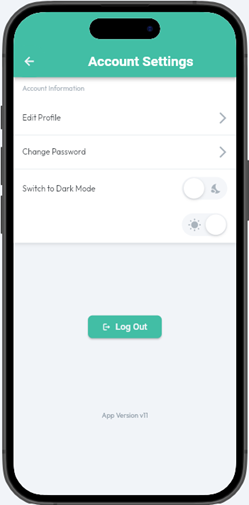 Account Settings
Account Information
Edit Profile
Change Password
Switch to Dark Mode
Log Out
App Version v11